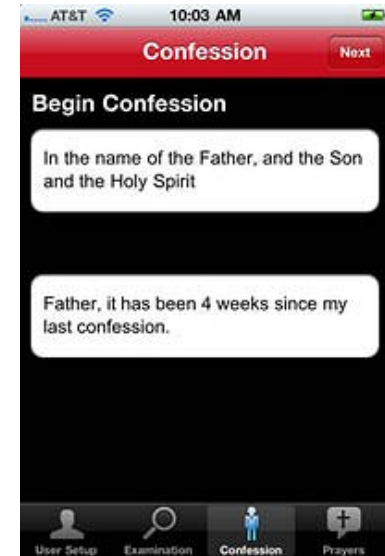 AT&T 10:03 AM
Confession Next
Begin Confession
In the name of the Father, and the Son
and the Holy Spirit
Father, it has been 4 weeks since my
last confession.
User Setup Examination Confession Prayers